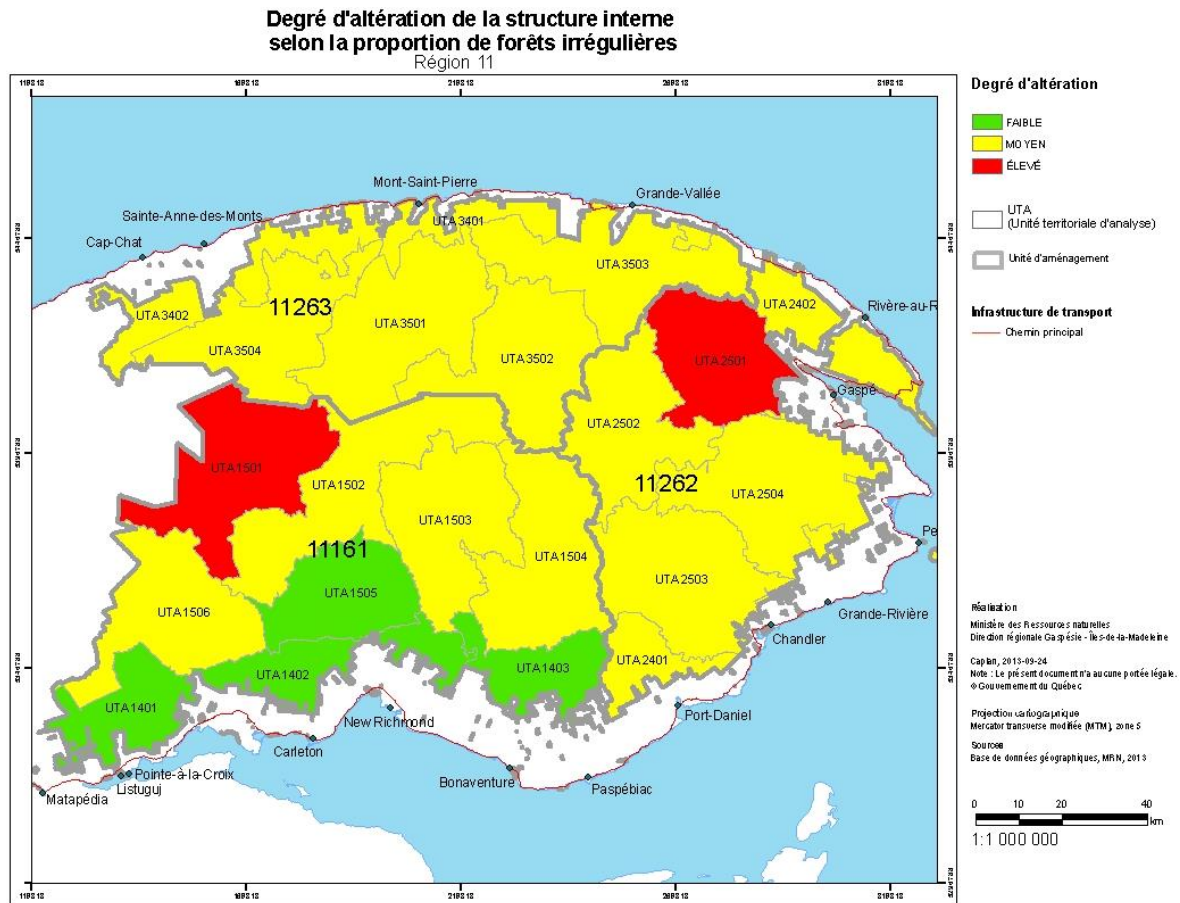 Degré d'altération de la structure interne
selon la proportion de forêts irrégulières
Région 11
Degré d'altération
FAIBLE
MOYEN
ÉLEVÉ
UTA
(Unité territoriale d'analyse)
Unité d'aménagement
Infrastructure de transport
Chemin principal
Mont-Saint-Pierre
Grande-Vallée
Sainte-Anne-des-Monts
Cap-Chat
UTA3401
UTA3503
UTA2402
Rivière-au-R
UTA3402
11263
UTA3501
UTA3504
UTA3502
UTA2501
Gaspé
UTA2502
UTA1501
UTA1502
11262
UTA2504
UTA1503
11161
UTA1504
Pe
UTA1505
UTA2503
UTA1506
Grande-Rivière
Chandler
UTA1402
UTA1403
UTA2401
UTA1401
New Richmond
Port-Daniel
Carleton
Pointe-à-la-Croix
Listuguj
Matapédia
Bonaventure
Paspébiac
Réalisation
Ministère des Ressources naturelles
Direction régionale Gaspésie - Îles-de-la-Madeleine
Caplan, 2013-09-24
Note : Le présent document n'a aucune portée légale.
© Gouvernement du Québec
Projection cartographique
Mercator transverse modifiée (MTM), zone 5
Sources
Base de données géographiques, MRN, 2013
0 10 20 40
km
1:1 000 000